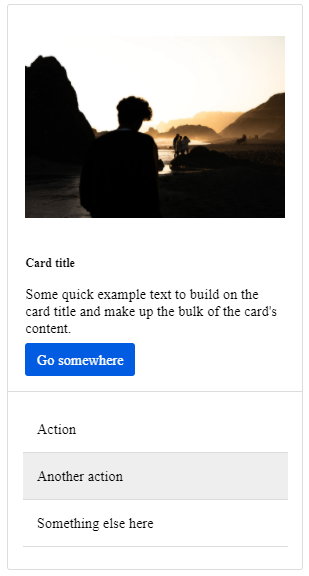 Card title
Some quick example text to build on the
card title and make up the bulk of the card's
content.
Go somewhere
Action
Another action
Something else here